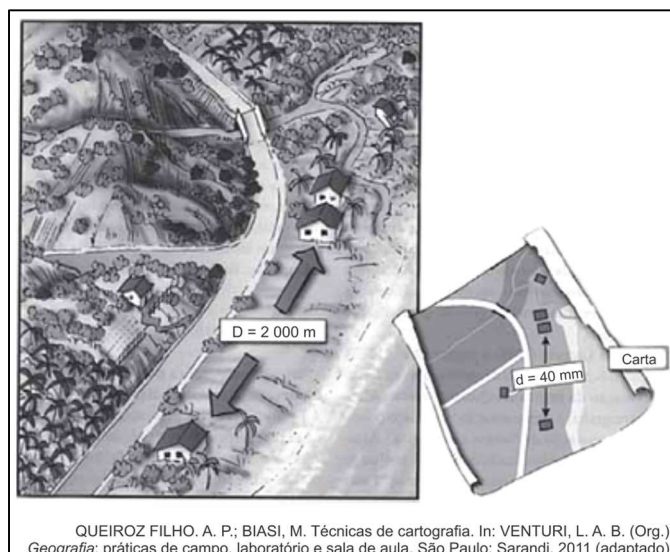 D = 2 000 m
Carta
d = 40 mm
QUEIROZ FILHO. A. P.; BIASI, M. Técnicas de cartografia. In: VENTURI, L. A. B. (Org.)
Geografia: práticas de campo, laboratório e sala de aula. São Paulo: Sarandi, 2011 (adaptado)